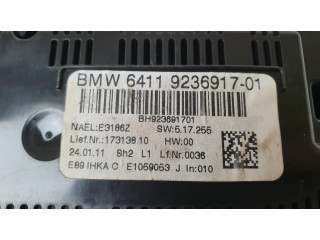 BMW 6411 9236917-01
BH923691701
NAEL:E3186Z SW:5.17.255
Lief.Nr.:17313810 HW:00
24.01.11 Sh2 L1 Lf.Nr.0036
E89 IHKA C E1059053 J In:010